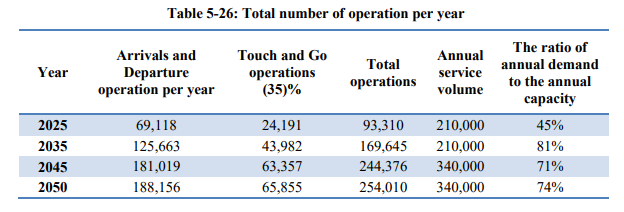 Table 5-26: Total number of operation per year
Year Arrivals and Departure operation per year Touch and Go operations (35)% Total operations Annual service volume The ratio of annual demand to the annual capacity
2025 69,118 24,191 93,310 210,000 45%
2035 125,663 43,982 169,645 210,000 81%
2045 181,019 63,357 244,376 340,000 71%
2050 188,156 65,855 254,010 340,000 74%